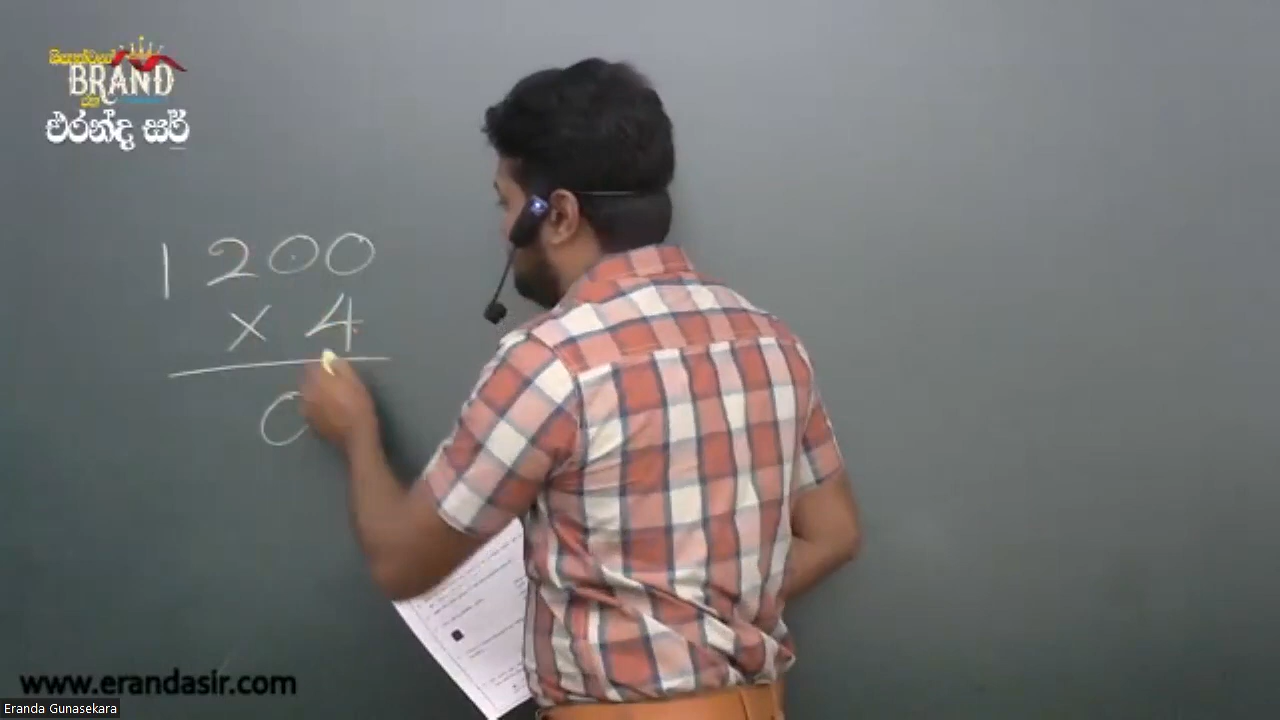 BRAND
එරන්ද සර්
1200
× 4
0
www.erandasir.com
Eranda Gunasekara